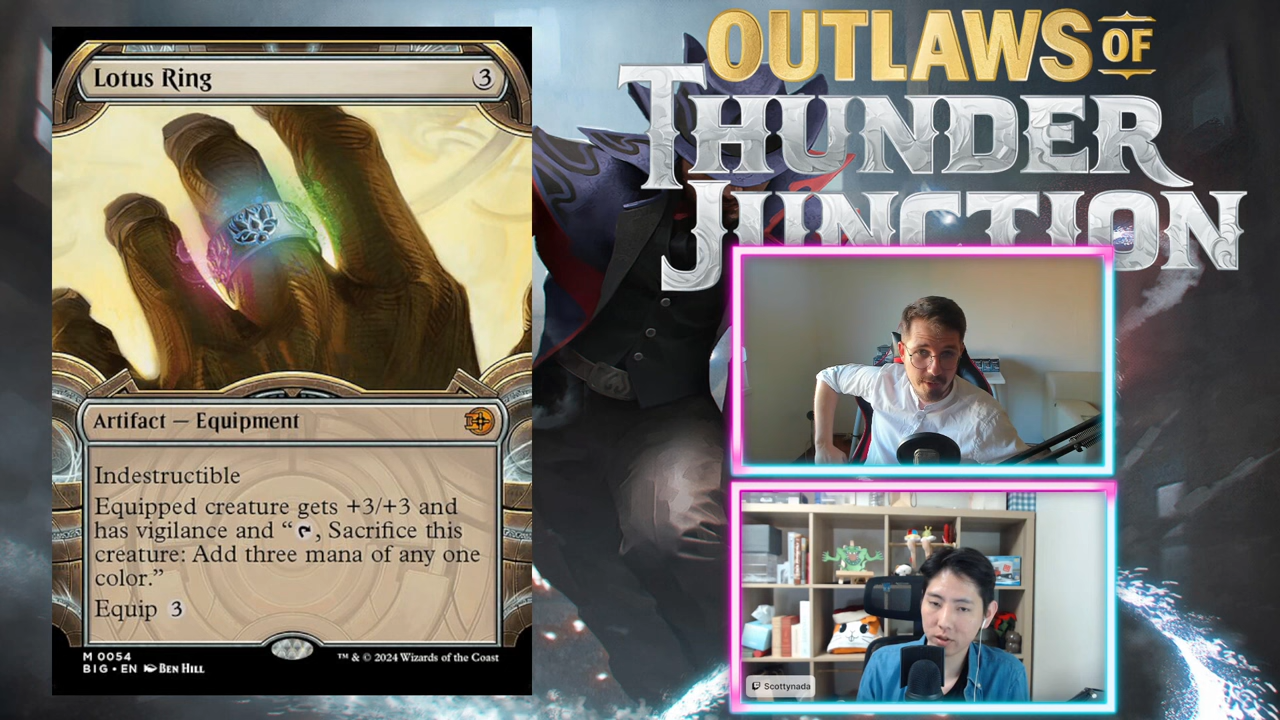 Lotus Ring 3
Artifact — Equipment
Indestructible
Equipped creature gets +3/+3 and
has vigilance and “ , Sacrifice this
creature: Add three mana of any one
color.”
Equip 3
M 0054
BIG • EN BEN HILL
™ & © 2024 Wizards of the Coast
OUTLAWS OF
THUNDER
JUNCTION
Scottynada